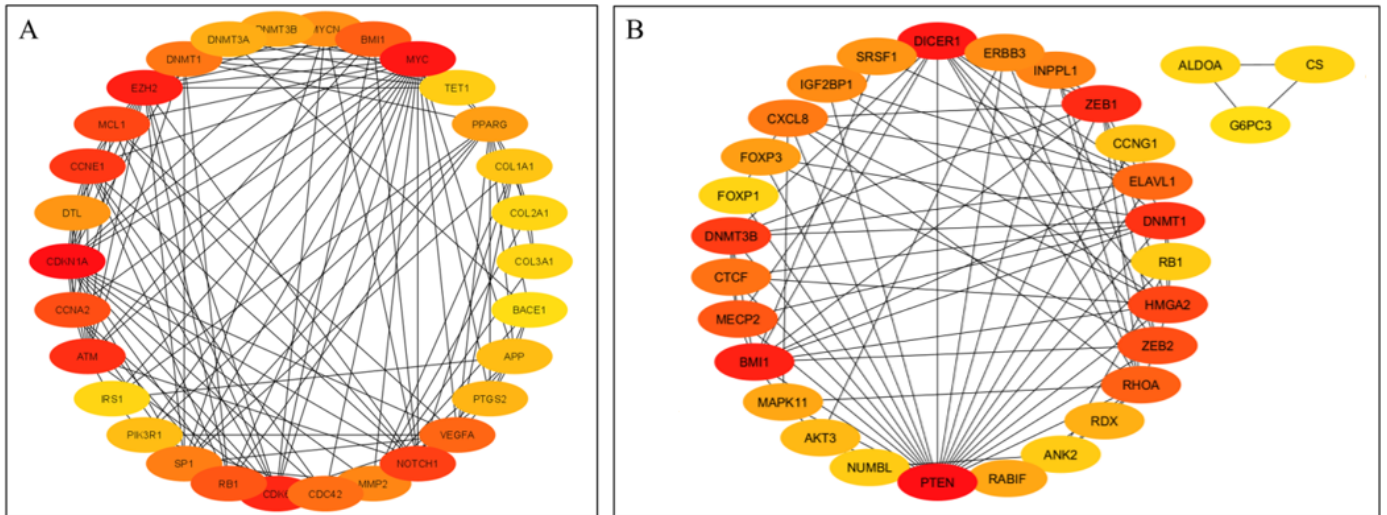 A
DNMT3A
DNMT3B
MYCN
BMI1
DNMT1
MYC
EZH2
TET1
MCL1
PPARG
CCNE1
COL1A1
DTL
COL2A1
CDKN1A
COL3A1
CCNA2
BACE1
ATM
APP
IRS1
PTGS2
PIK3R1
VEGFA
SP1
NOTCH1
RB1
CDC42
MMP2
B
DICER1
SRSF1
ERBB3
IGF2BP1
INPPL1
CXCL8
ZEB1
FOXP3
CCNG1
FOXP1
ELAVL1
DNMT3B
DNMT1
CTCF
RB1
MECP2
HMGA2
BMI1
ZEB2
MAPK11
RHOA
AKT3
RDX
NUMBL
ANK2
PTEN
RABIF
ALDOA
CS
G6PC3